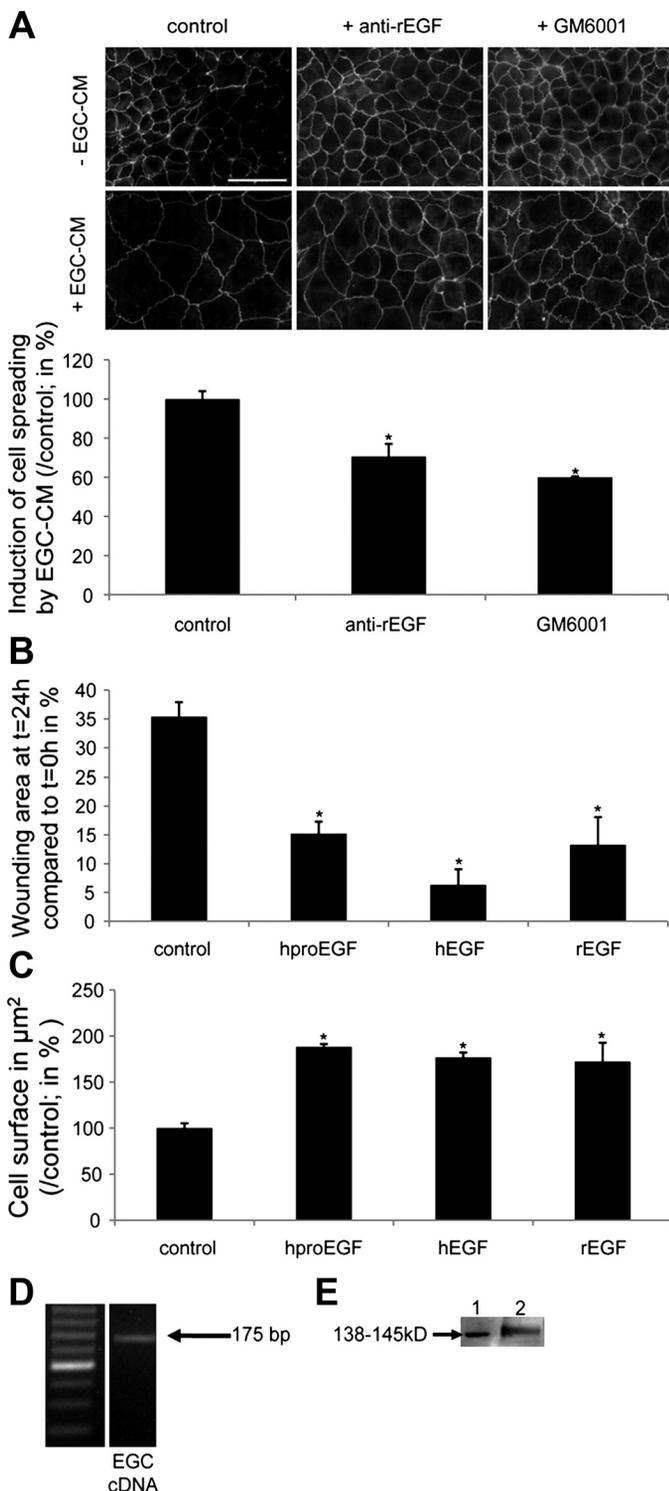 A
control
+ anti-rEGF
+ GM6001
- EGC-CM
+ EGC-CM
Induction of cell spreading
by EGC-CM (/control; in %)
120
100
80
60
40
20
0
*
*
control
anti-rEGF
GM6001
B
Wounding area at t=24h
compared to t=0h in %
40
35
30
25
20
15
10
5
0
*
*
*
control
hproEGF
hEGF
rEGF
C
Cell surface in µm²
(/control; in % )
250
200
150
100
50
0
*
*
*
control
hproEGF
hEGF
rEGF
D
175 bp
EGC
cDNA
E
1
2
138-145kD